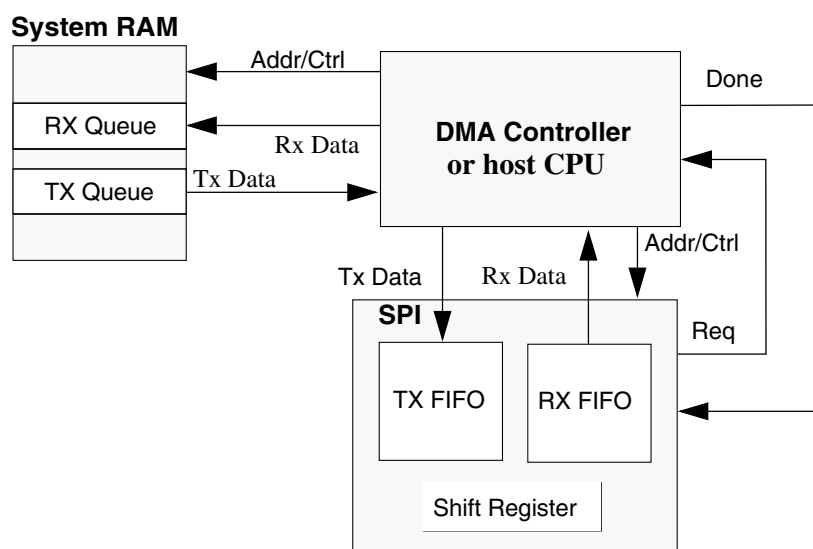 System RAM
Addr/Ctrl
Done
RX Queue
Rx Data
DMA Controller
or host CPU
TX Queue
Tx Data
Addr/Ctrl
Tx Data
Rx Data
SPI
Req
TX FIFO
RX FIFO
Shift Register